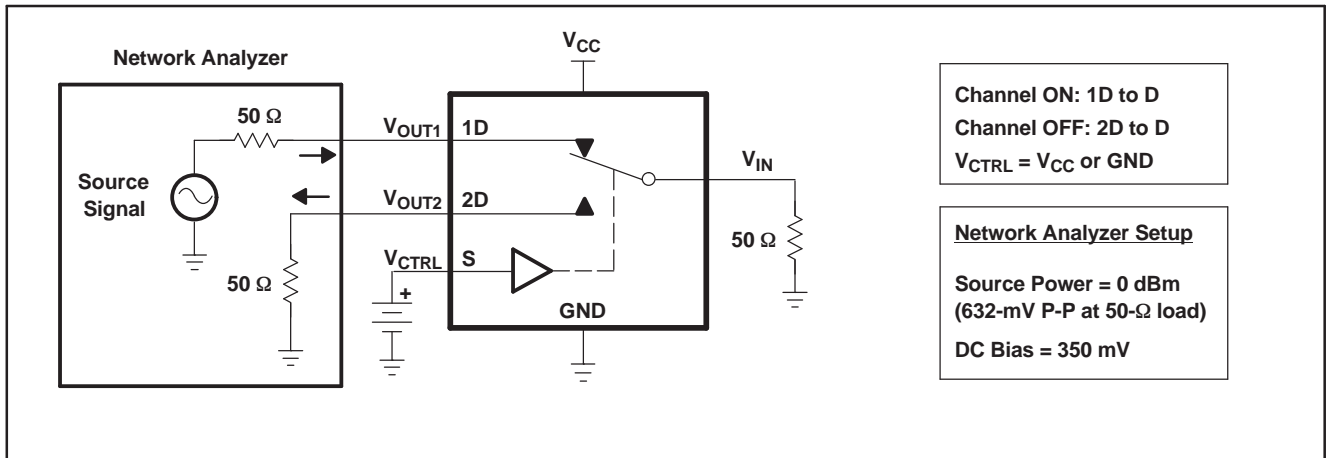 V_CC
Network Analyzer
50 Ω
V_OUT1 1D
V_IN
Source
Signal
V_OUT2 2D
50 Ω
V_CTRL S
50 Ω
+
GND
Channel ON: 1D to D
Channel OFF: 2D to D
V_CTRL = V_CC or GND
Network Analyzer Setup
Source Power = 0 dBm
(632-mV P-P at 50-Ω load)
DC Bias = 350 mV